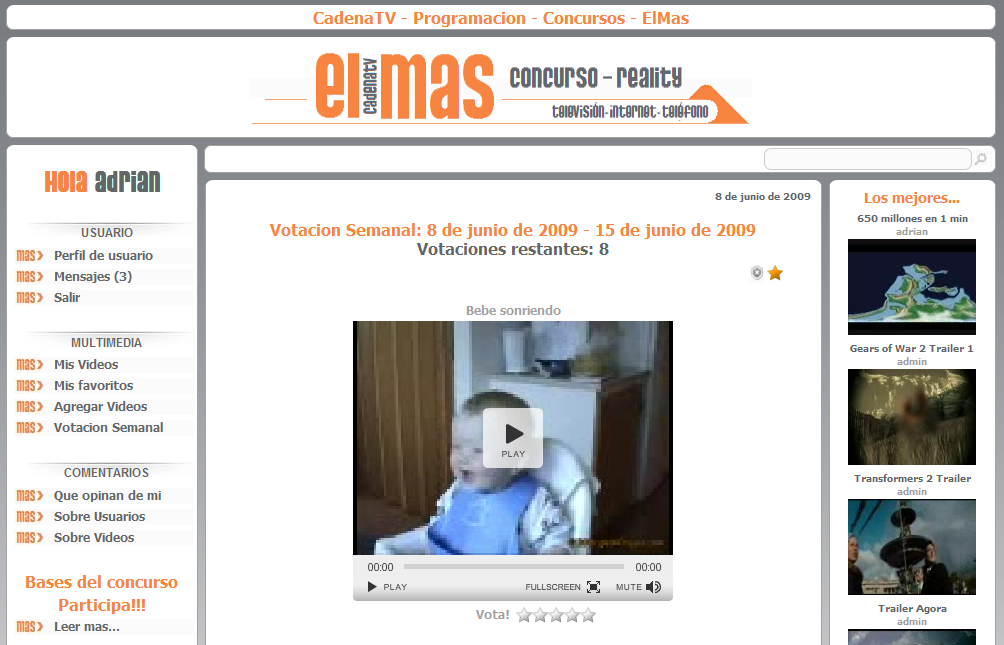 CadenaTV - Programacion - Concursos - ElMas
el cadenatv mas
concurso - reality
televisión·internet·teléfono
Hola adrian
USUARIO
mas> Perfil de usuario
mas> Mensajes (3)
mas> Salir
MULTIMEDIA
mas> Mis Videos
mas> Mis favoritos
mas> Agregar Videos
mas> Votacion Semanal
COMENTARIOS
mas> Que opinan de mi
mas> Sobre Usuarios
mas> Sobre Videos
Bases del concurso
Participa!!!
mas> Leer mas...
8 de junio de 2009
Votacion Semanal: 8 de junio de 2009 - 15 de junio de 2009
Votaciones restantes: 8
Bebe sonriendo
PLAY
00:00 00:00
PLAY FULLSCREEN MUTE
Vota!
Los mejores...
650 millones en 1 min
adrian
Gears of War 2 Trailer 1
admin
Transformers 2 Trailer
admin
Trailer Agora
admin